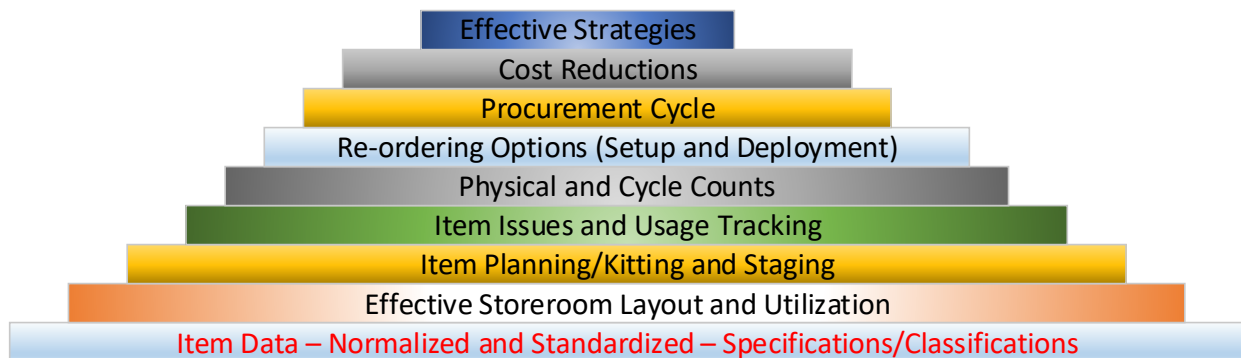 Effective Strategies
Cost Reductions
Procurement Cycle
Re-ordering Options (Setup and Deployment)
Physical and Cycle Counts
Item Issues and Usage Tracking
Item Planning/Kitting and Staging
Effective Storeroom Layout and Utilization
Item Data – Normalized and Standardized – Specifications/Classifications